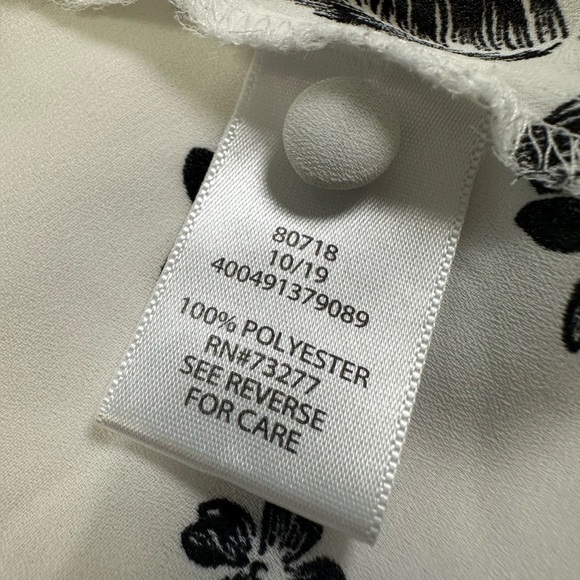 80718
10/19
400491379089
100% POLYESTER
RN#73277
SEE REVERSE
FOR CARE